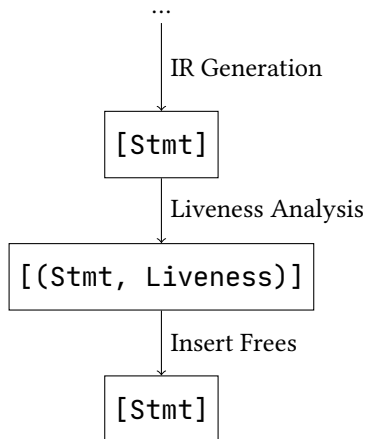 ...
IR Generation
[Stmt]
Liveness Analysis
[(Stmt, Liveness)]
Insert Frees
[Stmt]